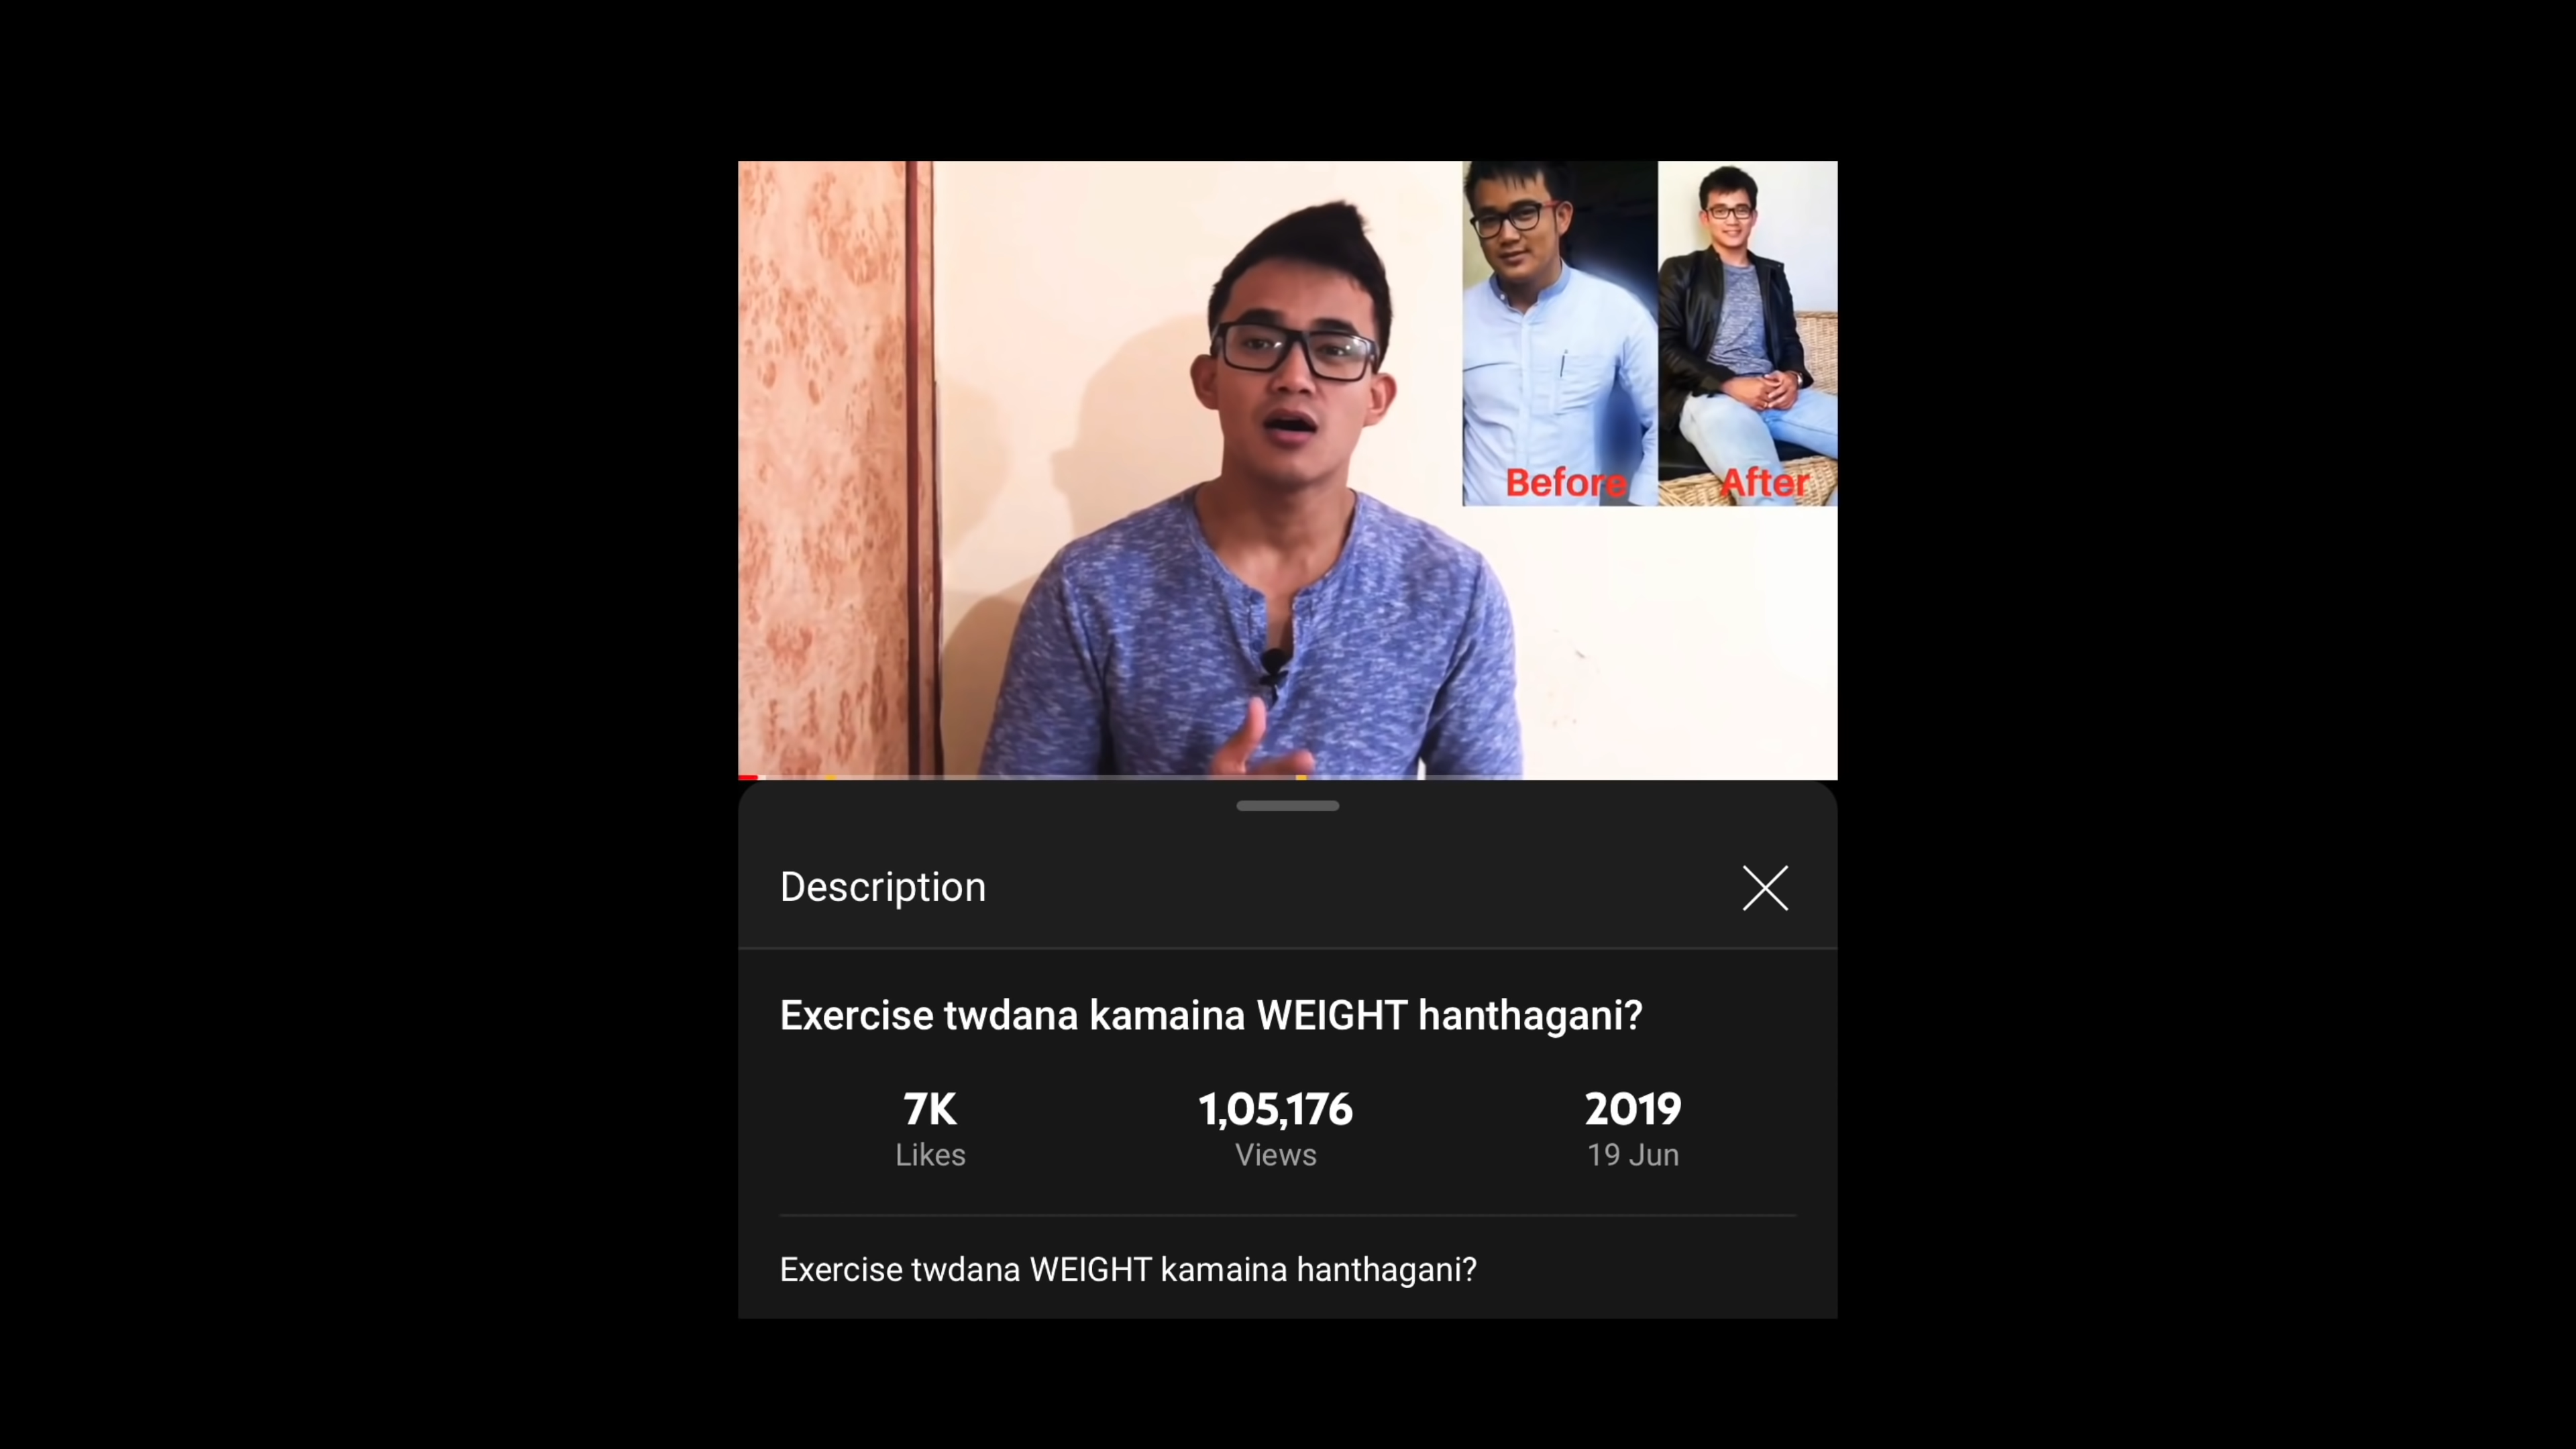 Before After
Description
Exercise twdana kamaina WEIGHT hanthagani?
7K 1,05,176 2019
Likes Views 19 Jun
Exercise twdana WEIGHT kamaina hanthagani?